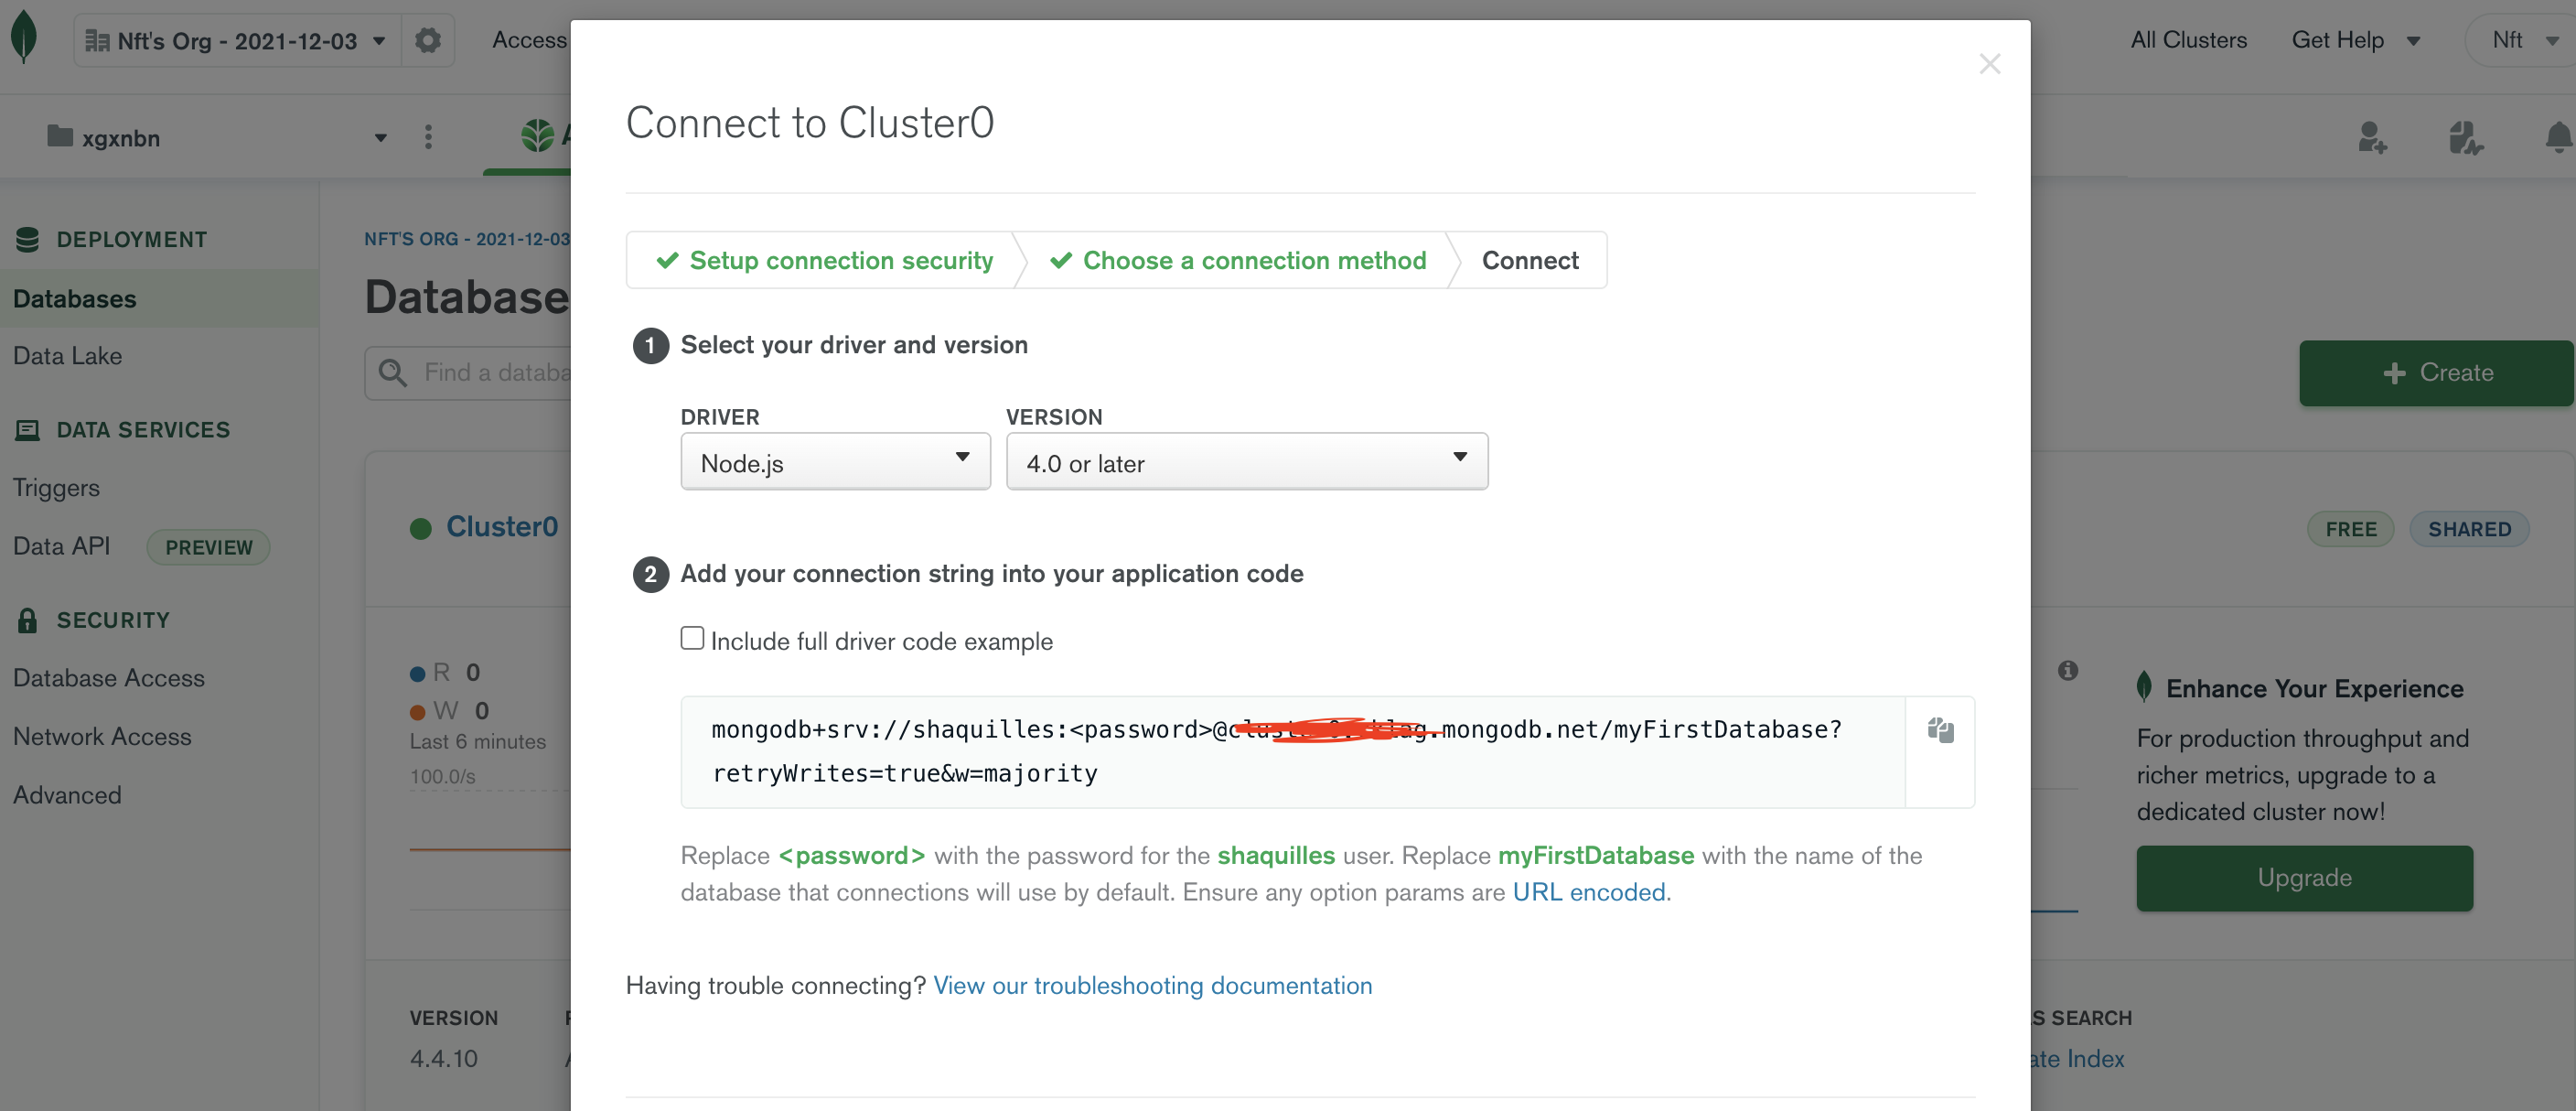 Nft's Org - 2021-12-03
Access
All Clusters
Get Help
Nft
xgxnbn
DEPLOYMENT
Databases
Data Lake
DATA SERVICES
Triggers
Data API PREVIEW
SECURITY
Database Access
Network Access
Advanced
NFT'S ORG - 2021-12-03
Database
Find a databa
Cluster0
R 0
W 0
Last 6 minutes
100.0/s
VERSION
4.4.10
Connect to Cluster0
Setup connection security
Choose a connection method
Connect
1 Select your driver and version
DRIVER VERSION
Node.js 4.0 or later
2 Add your connection string into your application code
Include full driver code example
mongodb+srv://shaquilles:<password>@ mongodb.net/myFirstDatabase?
retryWrites=true&w=majority
Replace <password> with the password for the shaquilles user. Replace myFirstDatabase with the name of the
database that connections will use by default. Ensure any option params are URL encoded.
Having trouble connecting? View our troubleshooting documentation
+ Create
FREE SHARED
Enhance Your Experience
For production throughput and
richer metrics, upgrade to a
dedicated cluster now!
Upgrade
S SEARCH
ate Index